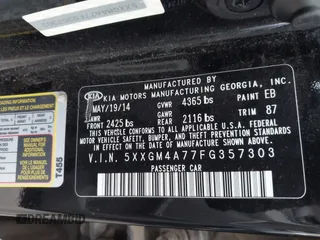 MANUFACTURED BY
KIA KIA MOTORS MANUFACTURING GEORGIA, INC.
MAY/19/14 GVWR 4365 lbs PAINT EB
GAWR FRONT 2425 lbs GAWR REAR 2116 lbs TRIM 87
THIS VEHICLE CONFORMS TO ALL APPLICABLE
FEDERAL MOTOR VEHICLE SAFETY, BUMPER,
AND THEFT PREVENTION STANDARDS IN EFFECT ON
THE DATE OF MANUFACTURE SHOWN ABOVE.
V.I.N. 5XXGM4A77FG357303
PASSENGER CAR
T455